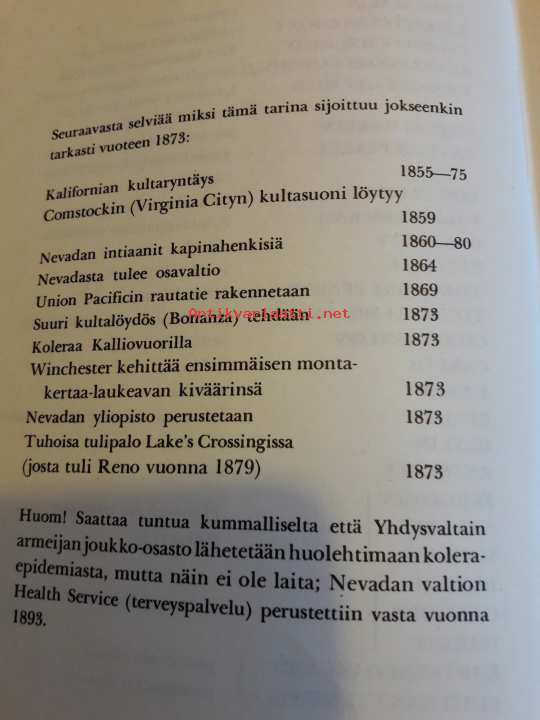 Seuraavasta selviää miksi tämä tarina sijoittuu jokseenkin
tarkasti vuoteen 1873:
Kalifornian kultaryntäys 1855—75
Comstockin (Virginia Cityn) kultasuoni löytyy
1859
Nevadan intiaanit kapinahenkisiä 1860—80
Nevadasta tulee osavaltio 1864
Union Pacificin rautatie rakennetaan 1869
Suuri kultalöydös (Bonanza) tehdään 1873
Antikvariaatti.net
Koleraa Kalliovuorilla 1873
Winchester kehittää ensimmäisen monta-
kertaa-laukeavan kiväärinsä 1873
Nevadan yliopisto perustetaan 1873
Tuhoisa tulipalo Lake's Crossingissa
(josta tuli Reno vuonna 1879) 1873
Huom! Saattaa tuntua kummalliselta että Yhdysvaltain
armeijan joukko-osasto lähetetään huolehtimaan kolera-
epidemiasta, mutta näin ei ole laita; Nevadan valtion
Health Service (terveyspalvelu) perustettiin vasta vuonna
1893.